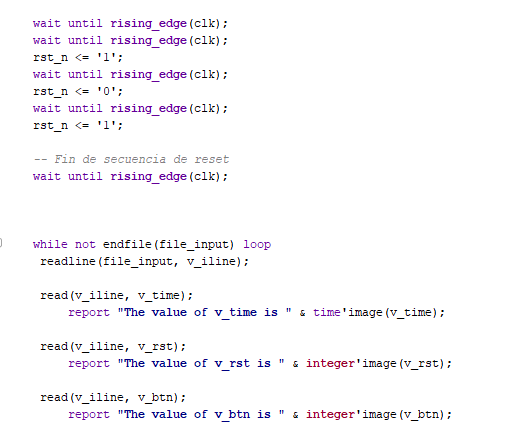 wait until rising_edge(clk);
wait until rising_edge(clk);
rst_n <= '1';
wait until rising_edge(clk);
rst_n <= '0';
wait until rising_edge(clk);
rst_n <= '1';
-- Fin de secuencia de reset
wait until rising_edge(clk);
while not endfile(file_input) loop
readline(file_input, v_iline);
read(v_iline, v_time);
report "The value of v_time is " & time'image(v_time);
read(v_iline, v_rst);
report "The value of v_rst is " & integer'image(v_rst);
read(v_iline, v_btn);
report "The value of v_btn is " & integer'image(v_btn);